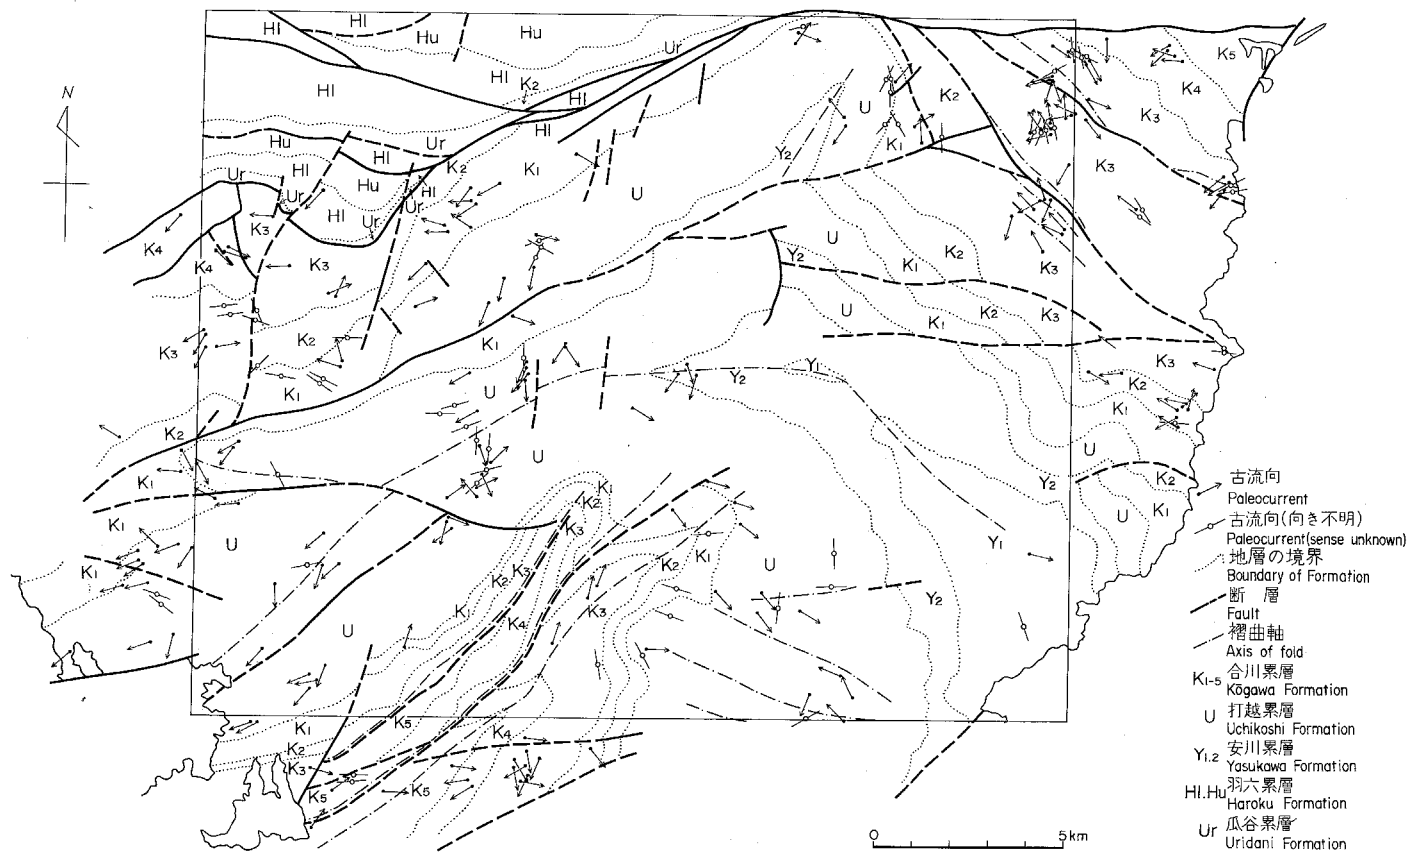 Hl
Hl
Hu
Hu
Ur
Hl
K2
Hl
Hl
Hl
Hu
Hl
Ur
K2
K1
Ur
Hl
Ur
Hu
Hl
Ur
Hl
Ur
K4
K3
K4
K3
K3
K2
K1
K2
K1
K1
K1
U
U
K1
Y2
K2
K1
K5
K4
K3
K3
U
Y2
K1
K2
K3
U
K1
K2
K3
K1
U
U
Y2
Y1
K3
K2
K1
U
K2
K1
U
Y2
Y1
Y2
U
U
K1
K2
K3
K3
K2
K1
K4
K3
K2
K1
U
K5
K4
K1
K2
K3
K5
K5
N
古流向
Paleocurrent
古流向(向き不明)
Paleocurrent(sense unknown)
地層の境界
Boundary of Formation
断 層
Fault
褶曲軸
Axis of fold
K1-5 合川累層
Kōgawa Formation
U 打越累層
Uchikoshi Formation
Y1.2 安川累層
Yasukawa Formation
Hl.Hu 羽六累層
Haroku Formation
Ur 瓜谷累層
Uridani Formation
0 5km